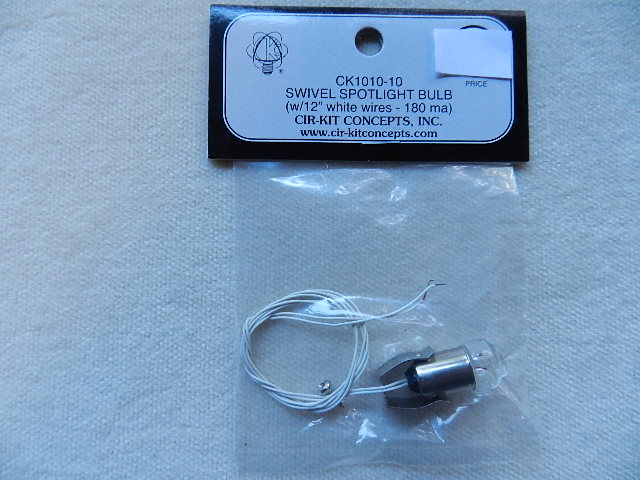 CK1010-10
PRICE
SWIVEL SPOTLIGHT BULB
(w/12" white wires - 180 ma)
CIR-KIT CONCEPTS, INC.
www.cir-kitconcepts.com